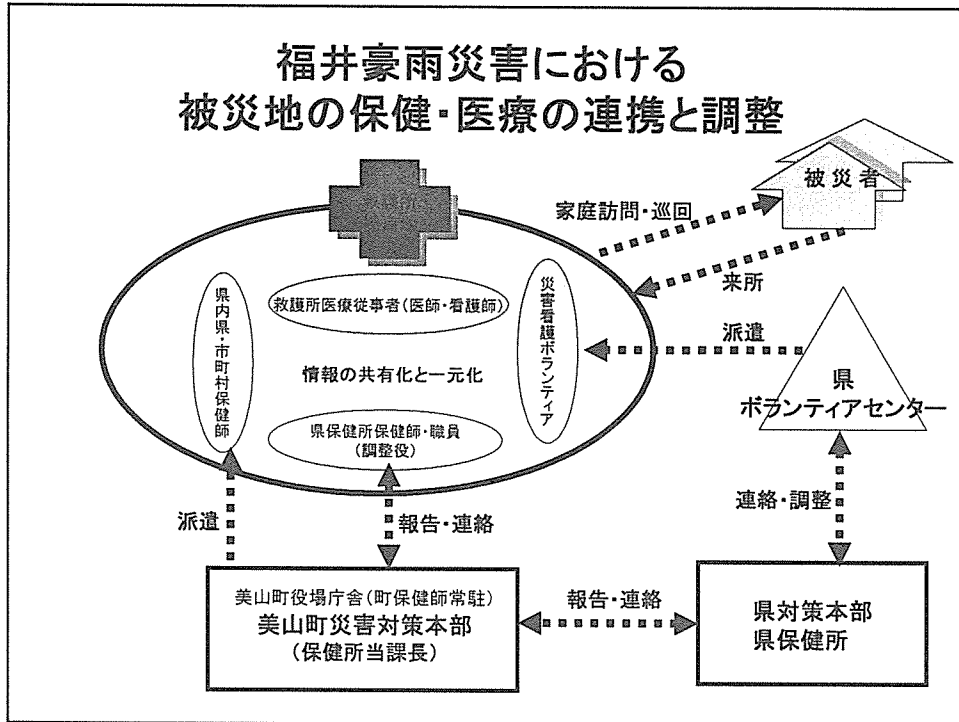 福井豪雨災害における
被災地の保健・医療の連携と調整
救護所
被災者
家庭訪問・巡回
来所
県内県・市町村保健師
救護所医療従事者(医師・看護師)
災害看護ボランティア
派遣
情報の共有化と一元化
県
ボランティアセンター
県保健所保健師・職員
(調整役)
派遣
報告・連絡
連絡・調整
美山町役場庁舎(町保健師常駐)
美山町災害対策本部
(保健所当課長)
報告・連絡
県対策本部
県保健所